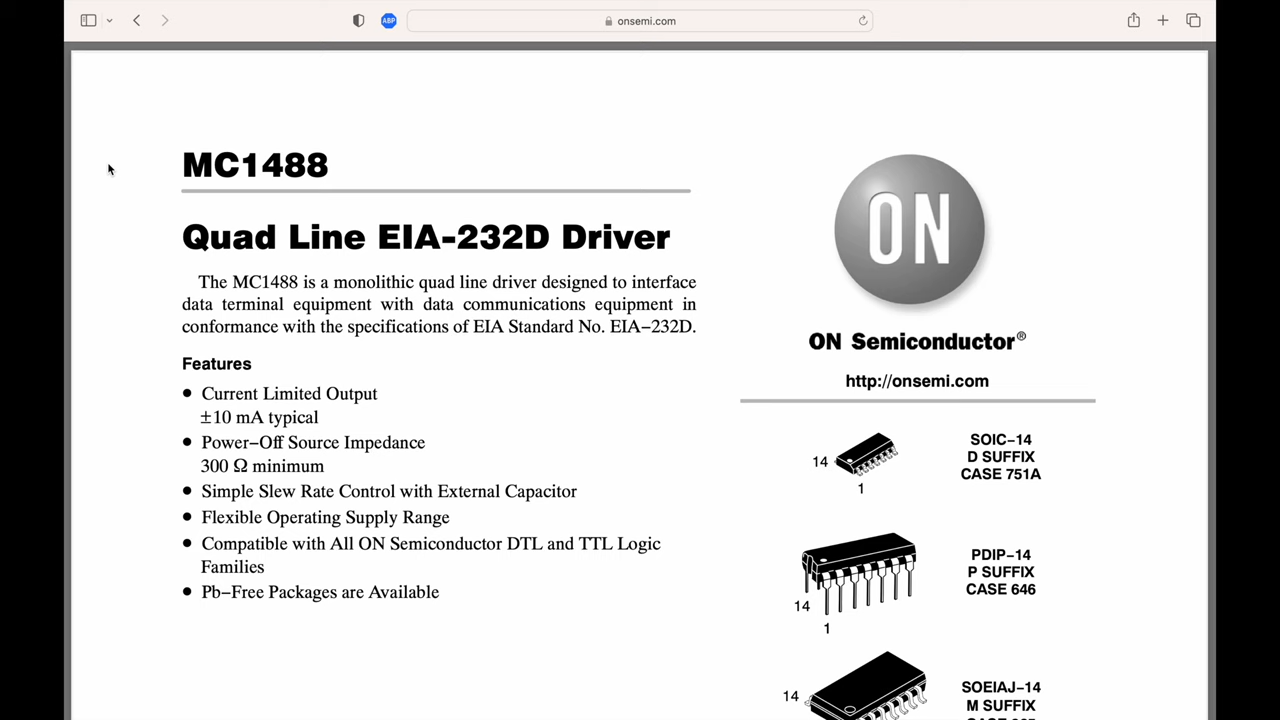 ABP
onsemi.com
MC1488
Quad Line EIA-232D Driver
The MC1488 is a monolithic quad line driver designed to interface
data terminal equipment with data communications equipment in
conformance with the specifications of EIA Standard No. EIA−232D.
Features
● Current Limited Output
±10 mA typical
● Power−Off Source Impedance
300 Ω minimum
● Simple Slew Rate Control with External Capacitor
● Flexible Operating Supply Range
● Compatible with All ON Semiconductor DTL and TTL Logic
Families
● Pb−Free Packages are Available
ON
ON Semiconductor®
http://onsemi.com
14
1
SOIC−14
D SUFFIX
CASE 751A
14
1
PDIP−14
P SUFFIX
CASE 646
14
SOEIAJ−14
M SUFFIX